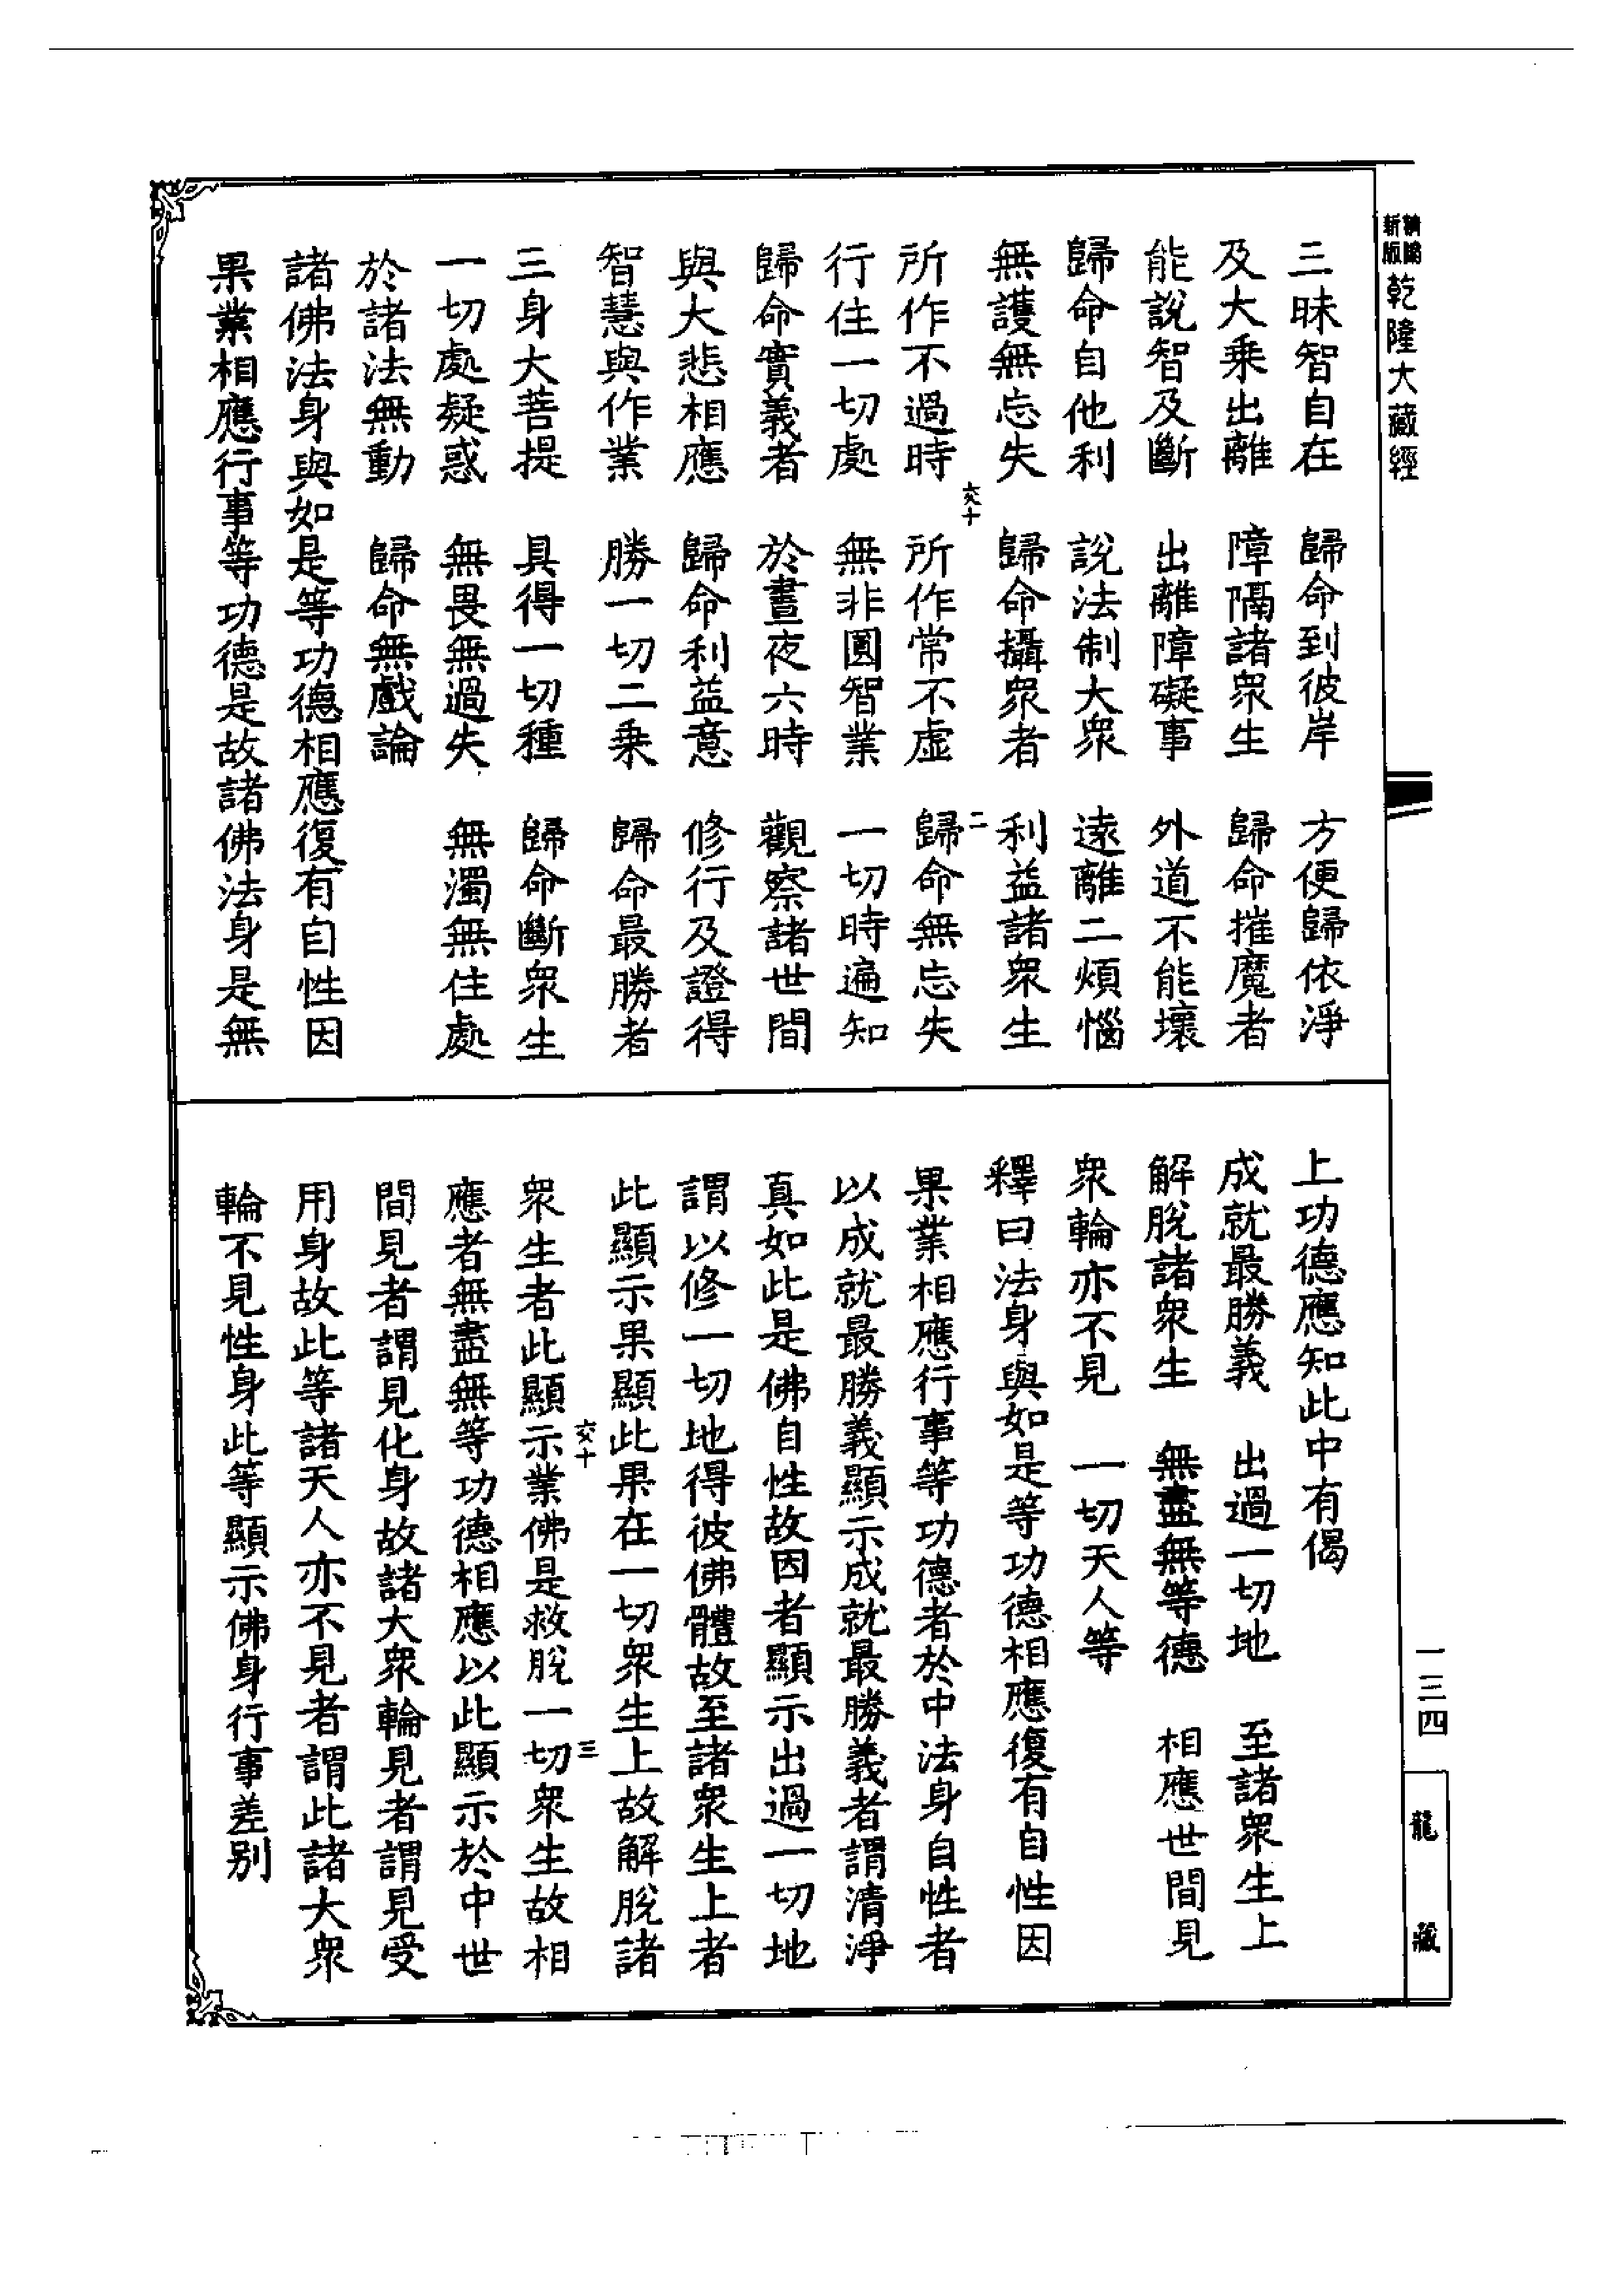 新版
精縮
乾隆大藏經
三昧智自在　歸命到彼岸　方便歸依淨
及大乘出離　障隔諸衆生　歸命摧魔者
能說智及斷　出離障礙事　外道不能壞
歸命自他利　說法制大衆　遠離二煩惱
無護無忘失　歸命攝衆者　利益諸衆生
交十
二
所作不過時　所作常不虛　歸命無忘失
行住一切處　無非圓智業　一切時遍知
歸命實義者　於晝夜六時　觀察諸世間
與大悲相應　歸命利益意　修行及證得
智慧與作業　勝一切二乘　歸命最勝者
三身大菩提　具得一切種　歸命斷衆生
一切處疑惑　無畏無過失　無濁無住處
於諸法無動　歸命無戲論
諸佛法身與如是等功德相應復有自性因
果業相應行事等功德是故諸佛法身是無
上功德應知此中有偈
成就最勝義　出過一切地　至諸衆生上
解脫諸衆生　無盡無等德　相應世間見
衆輪亦不見　一切天人等
釋曰法身與如是等功德相應復有自性因
果業相應行事等功德者於中法身自性者
以成就最勝義顯示成就最勝義者謂清淨
真如此是佛自性故因者顯示出過一切地
謂以修一切地得彼佛體故至諸衆生上者
此顯示果顯此果在一切衆生上故解脫諸
交十
三
衆生者此顯示業佛是救脫一切衆生故相
應者無盡無等功德相應以此顯示於中世
間見者謂見化身故諸大衆輪見者謂見受
用身故此等諸天人亦不見者謂此諸大衆
輪不見性身此等顯示佛身行事差別
一三四
龍藏